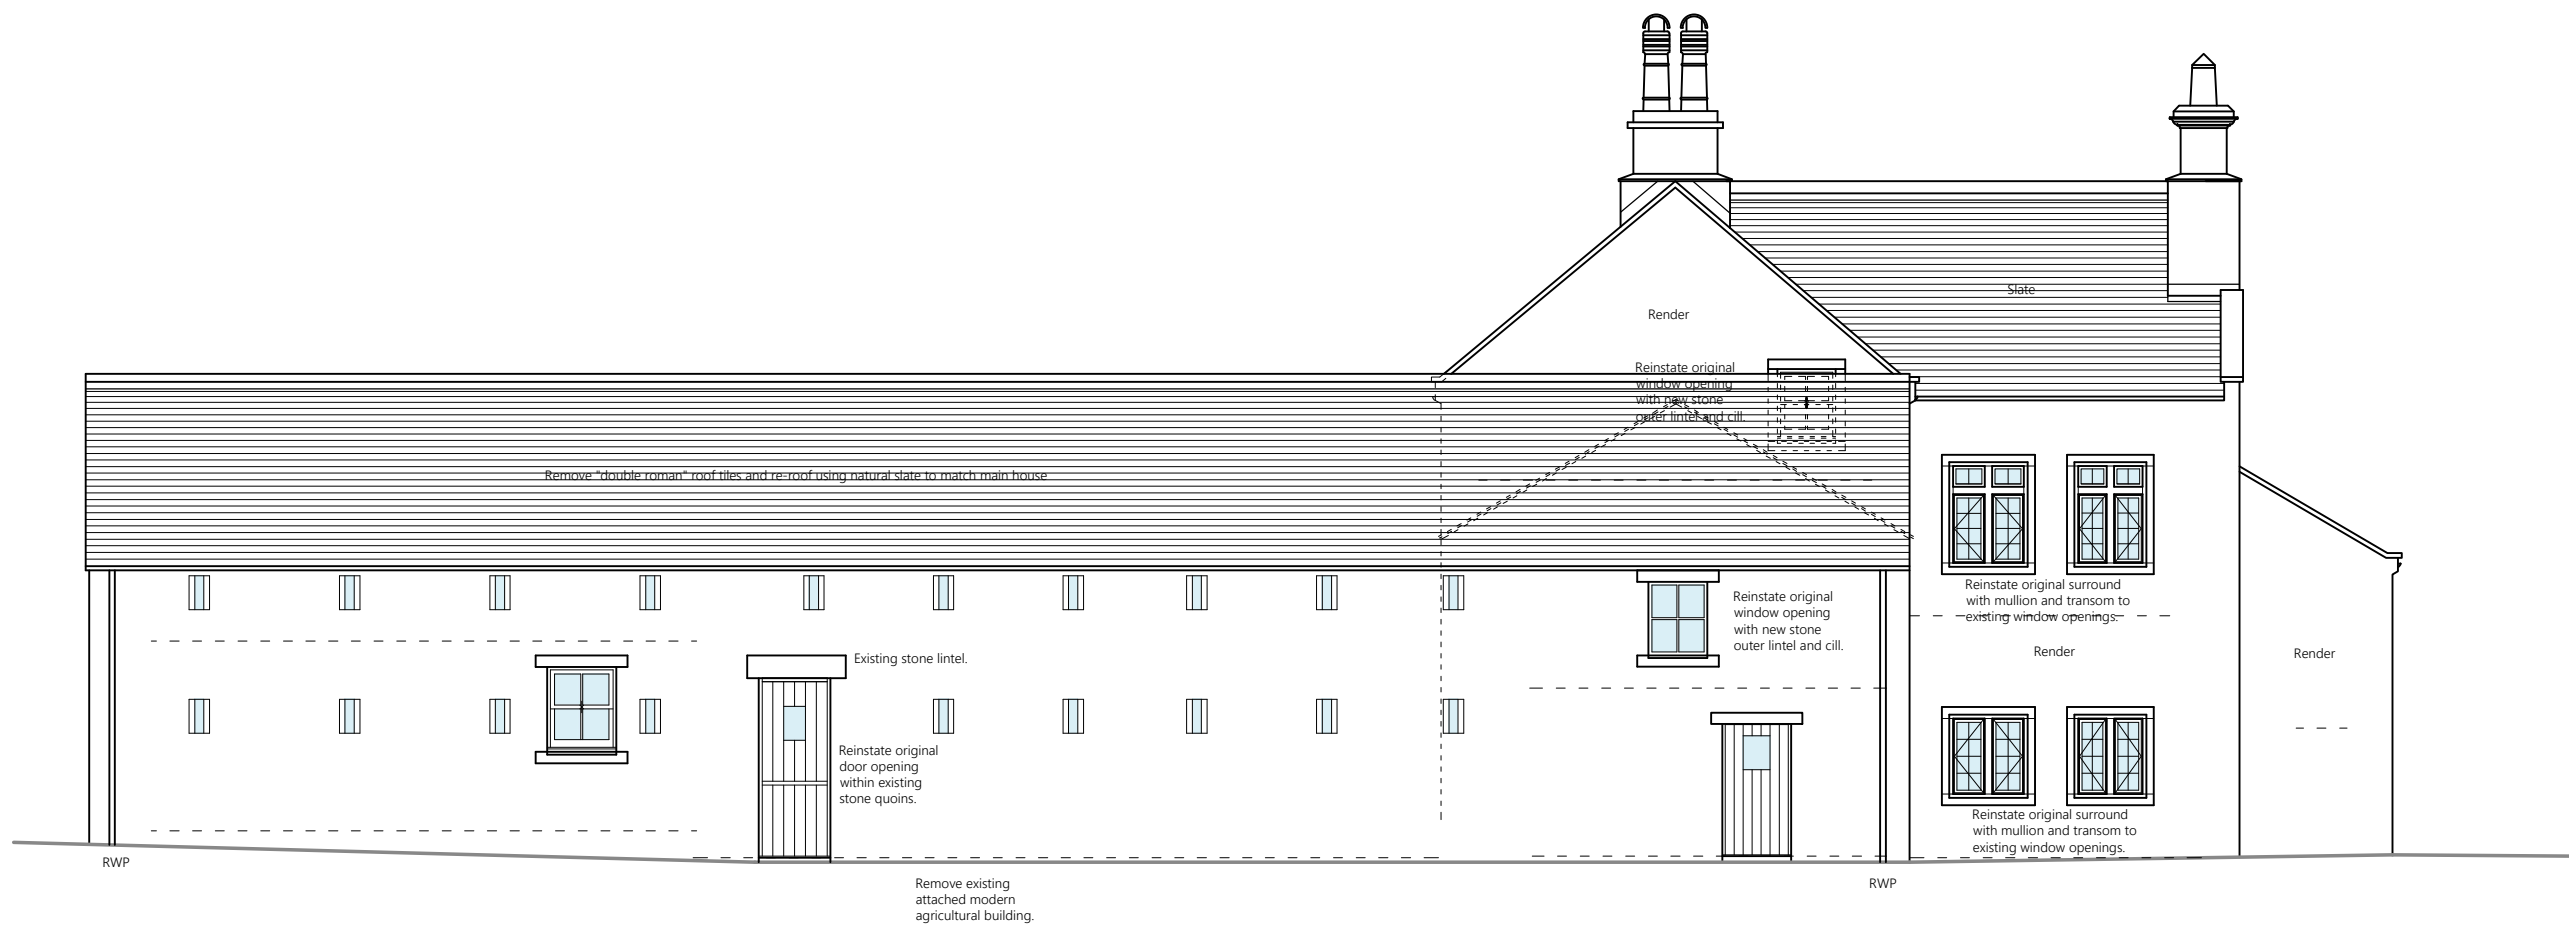 Slate
Render
Reinstate original
window opening
with new stone
outer lintel and cill.
Remove "double roman" roof tiles and re-roof using natural slate to match main house
Reinstate original
window opening
with new stone
outer lintel and cill.
Reinstate original surround
with mullion and transom to
existing window openings.
Render
Render
Existing stone lintel.
Reinstate original
door opening
within existing
stone quoins.
Reinstate original surround
with mullion and transom to
existing window openings.
RWP
Remove existing
attached modern
agricultural building.
RWP